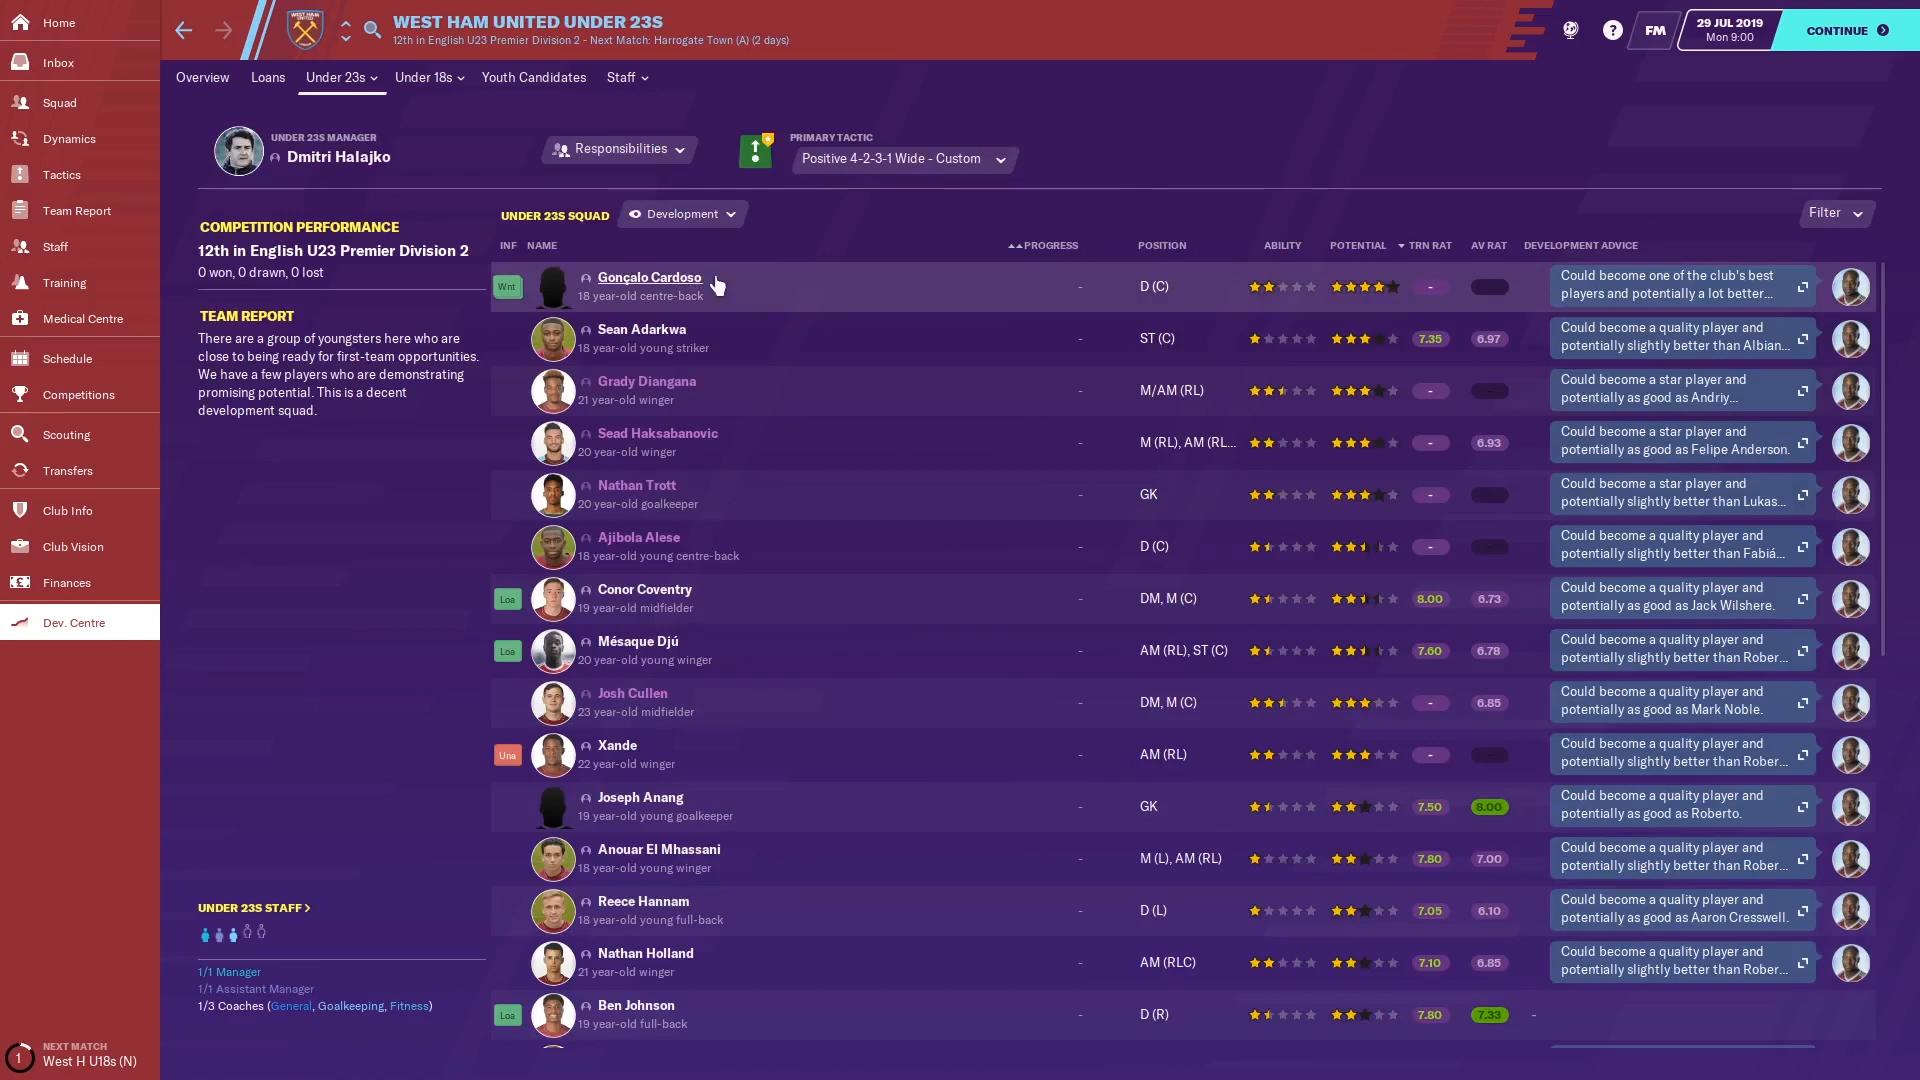 Home
Inbox
Squad
Dynamics
Tactics
Team Report
Staff
Training
Medical Centre
Schedule
Competitions
Scouting
Transfers
Club Info
Club Vision
Finances
Dev. Centre
1
NEXT MATCH
West H U18s (N)
WEST HAM UNITED
WEST HAM UNITED UNDER 23S
12th in English U23 Premier Division 2 - Next Match: Harrogate Town (A) (2 days)
? FM
29 JUL 2019
Mon 9:00
CONTINUE
Overview Loans Under 23s Under 18s Youth Candidates Staff
UNDER 23S MANAGER
Dmitri Halajko
Responsibilities
PRIMARY TACTIC
Positive 4-2-3-1 Wide - Custom
COMPETITION PERFORMANCE
12th in English U23 Premier Division 2
0 won, 0 drawn, 0 lost
TEAM REPORT
There are a group of youngsters here who are
close to being ready for first-team opportunities.
We have a few players who are demonstrating
promising potential. This is a decent
development squad.
UNDER 23S STAFF >
1/1 Manager
1/1 Assistant Manager
1/3 Coaches (General, Goalkeeping, Fitness)
UNDER 23S SQUAD Development Filter
INF NAME PROGRESS POSITION ABILITY POTENTIAL TRN RAT AV RAT DEVELOPMENT ADVICE
Wnt Gonçalo Cardoso - D (C) - Could become one of the club's best
18 year-old centre-back players and potentially a lot better...
Sean Adarkwa - ST (C) 7.35 6.97 Could become a quality player and
18 year-old young striker potentially slightly better than Albian...
Grady Diangana - M/AM (RL) - - Could become a star player and
21 year-old winger potentially as good as Andriy...
Sead Haksabanovic - M (RL), AM (RL... - 6.93 Could become a star player and
20 year-old winger potentially as good as Felipe Anderson.
Nathan Trott - GK - - Could become a star player and
20 year-old goalkeeper potentially slightly better than Lukas...
Ajibola Alese - D (C) - - Could become a quality player and
18 year-old young centre-back potentially slightly better than Fabiá...
Loa Conor Coventry - DM, M (C) 8.00 6.73 Could become a quality player and
19 year-old midfielder potentially as good as Jack Wilshere.
Loa Mésaque Djú - AM (RL), ST (C) 7.60 6.78 Could become a quality player and
20 year-old young winger potentially slightly better than Rober...
Josh Cullen - DM, M (C) - 6.85 Could become a quality player and
23 year-old midfielder potentially as good as Mark Noble.
Una Xande - AM (RL) - - Could become a quality player and
22 year-old winger potentially slightly better than Rober...
Joseph Anang - GK 7.50 8.00 Could become a quality player and
19 year-old young goalkeeper potentially as good as Roberto.
Anouar El Mhassani - M (L), AM (RL) 7.80 7.00 Could become a quality player and
18 year-old young winger potentially slightly better than Rober...
Reece Hannam - D (L) 7.05 6.10 Could become a quality player and
18 year-old young full-back potentially as good as Aaron Cresswell.
Nathan Holland - AM (RLC) 7.10 6.85 Could become a quality player and
21 year-old winger potentially slightly better than Rober...
Loa Ben Johnson - D (R) 7.80 7.33 -
19 year-old full-back